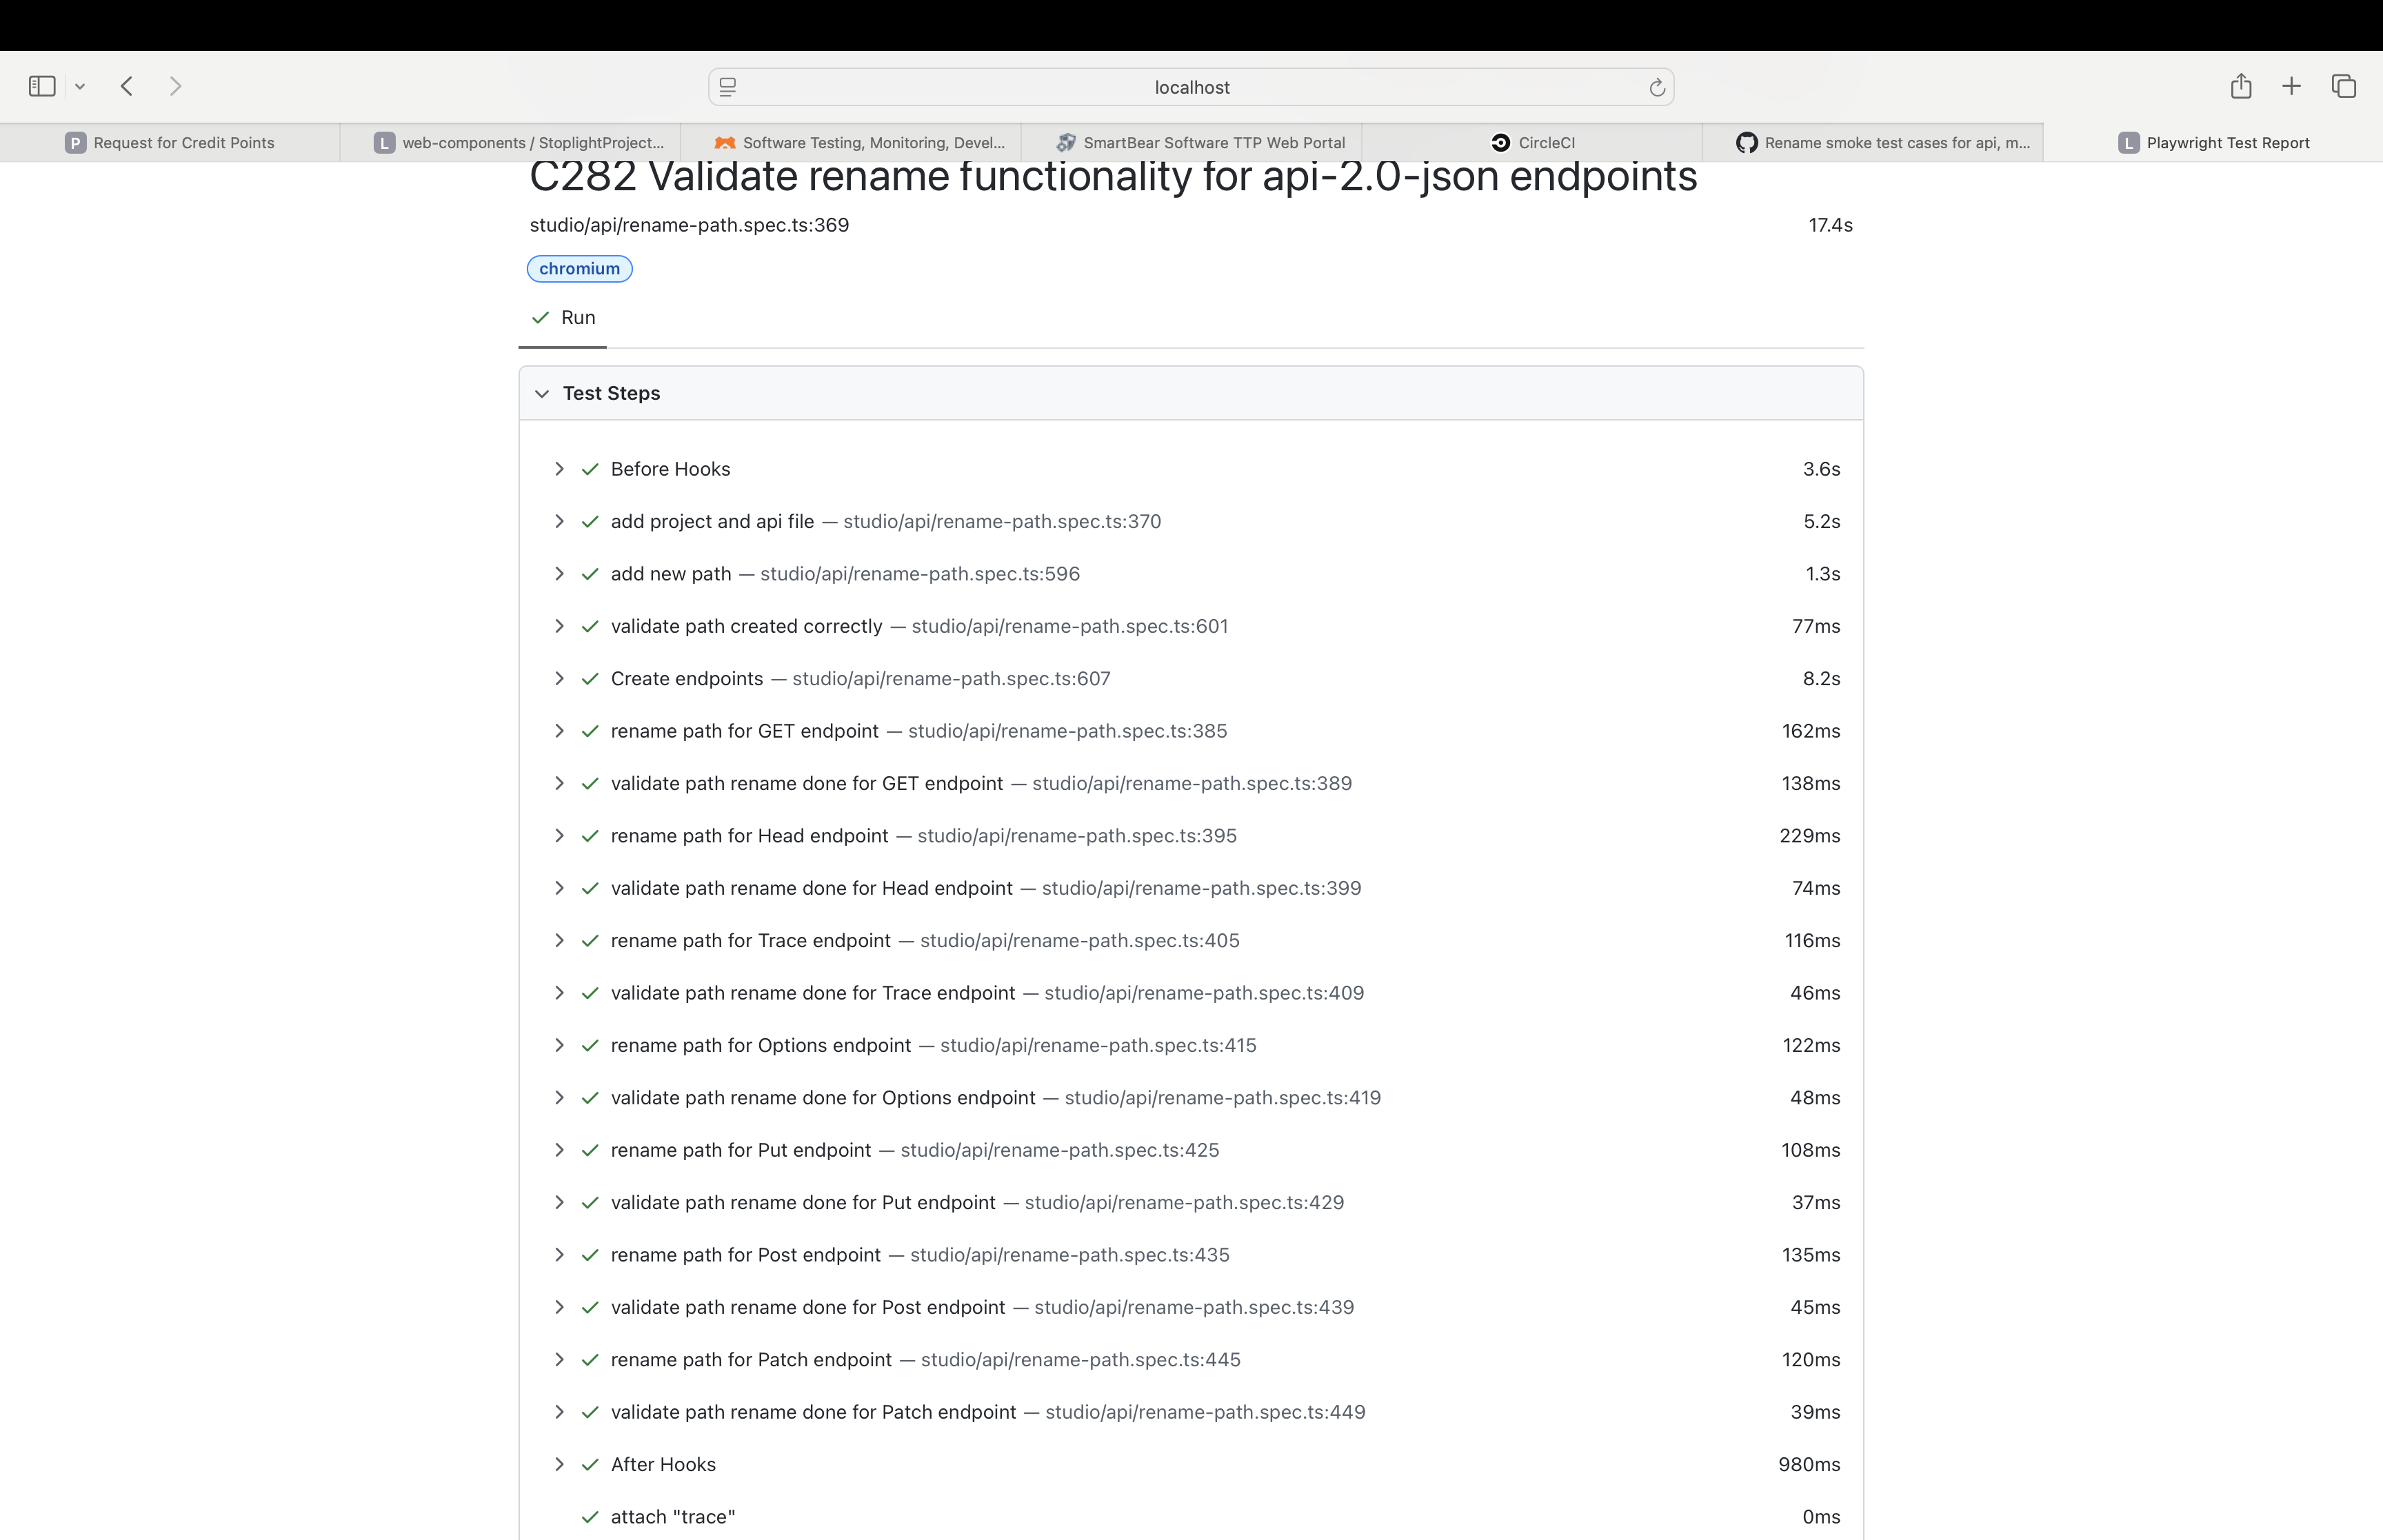 localhost
P Request for Credit Points
L web-components / StoplightProject...
Software Testing, Monitoring, Devel...
SmartBear Software TTP Web Portal
CircleCI
Rename smoke test cases for api, m...
L Playwright Test Report
C282 Validate rename functionality for api-2.0-json endpoints
studio/api/rename-path.spec.ts:369 17.4s
chromium
Run
Test Steps
Before Hooks 3.6s
add project and api file — studio/api/rename-path.spec.ts:370 5.2s
add new path — studio/api/rename-path.spec.ts:596 1.3s
validate path created correctly — studio/api/rename-path.spec.ts:601 77ms
Create endpoints — studio/api/rename-path.spec.ts:607 8.2s
rename path for GET endpoint — studio/api/rename-path.spec.ts:385 162ms
validate path rename done for GET endpoint — studio/api/rename-path.spec.ts:389 138ms
rename path for Head endpoint — studio/api/rename-path.spec.ts:395 229ms
validate path rename done for Head endpoint — studio/api/rename-path.spec.ts:399 74ms
rename path for Trace endpoint — studio/api/rename-path.spec.ts:405 116ms
validate path rename done for Trace endpoint — studio/api/rename-path.spec.ts:409 46ms
rename path for Options endpoint — studio/api/rename-path.spec.ts:415 122ms
validate path rename done for Options endpoint — studio/api/rename-path.spec.ts:419 48ms
rename path for Put endpoint — studio/api/rename-path.spec.ts:425 108ms
validate path rename done for Put endpoint — studio/api/rename-path.spec.ts:429 37ms
rename path for Post endpoint — studio/api/rename-path.spec.ts:435 135ms
validate path rename done for Post endpoint — studio/api/rename-path.spec.ts:439 45ms
rename path for Patch endpoint — studio/api/rename-path.spec.ts:445 120ms
validate path rename done for Patch endpoint — studio/api/rename-path.spec.ts:449 39ms
After Hooks 980ms
attach "trace" 0ms